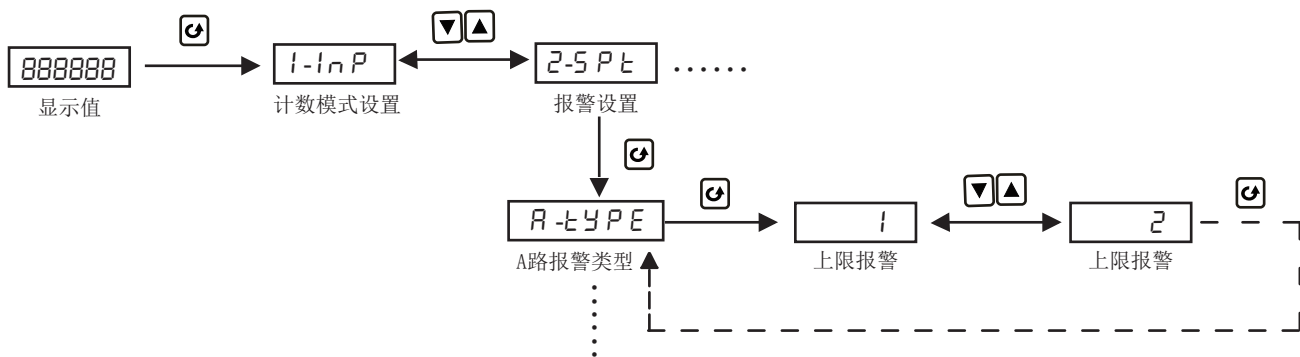 888888
显示值
1-InP
计数模式设置
2-SPt
......
报警设置
A-tYPE
A路报警类型
1
上限报警
2
上限报警